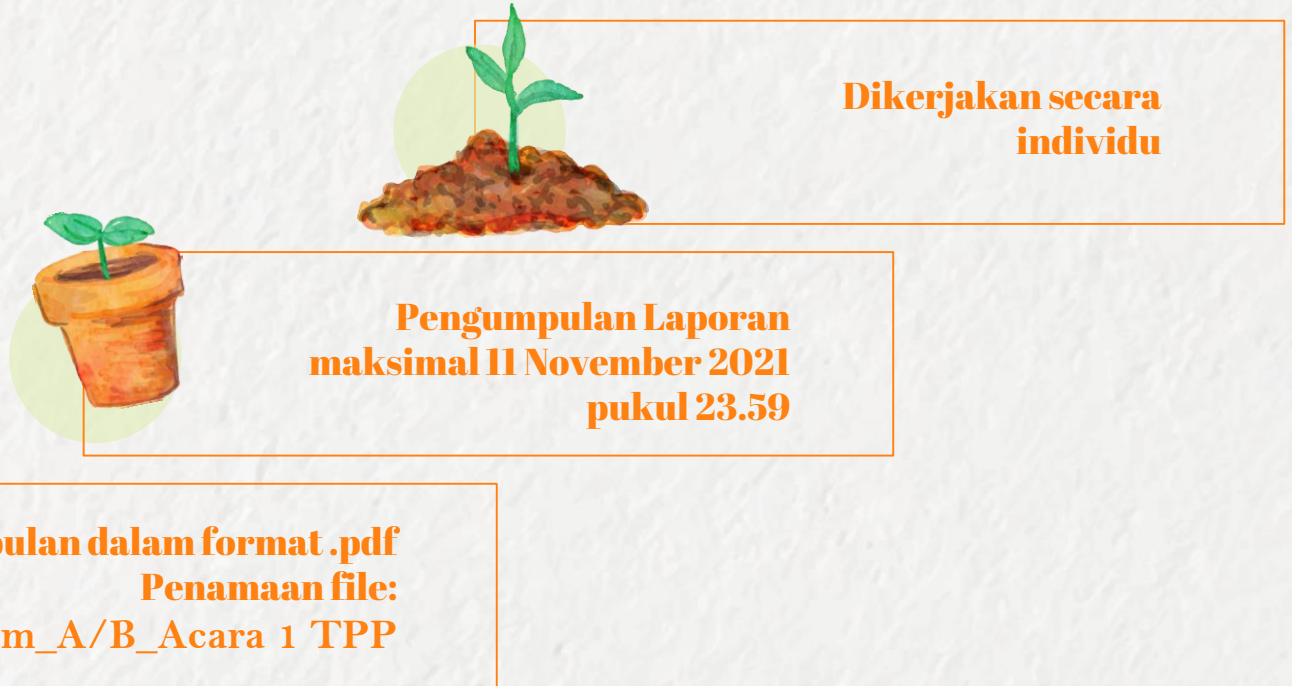 Dikerjakan secara
individu
Pengumpulan Laporan
maksimal 11 November 2021
pukul 23.59
dalam format .pdf
Penamaan file:
m_A/B_Acara 1 TPP